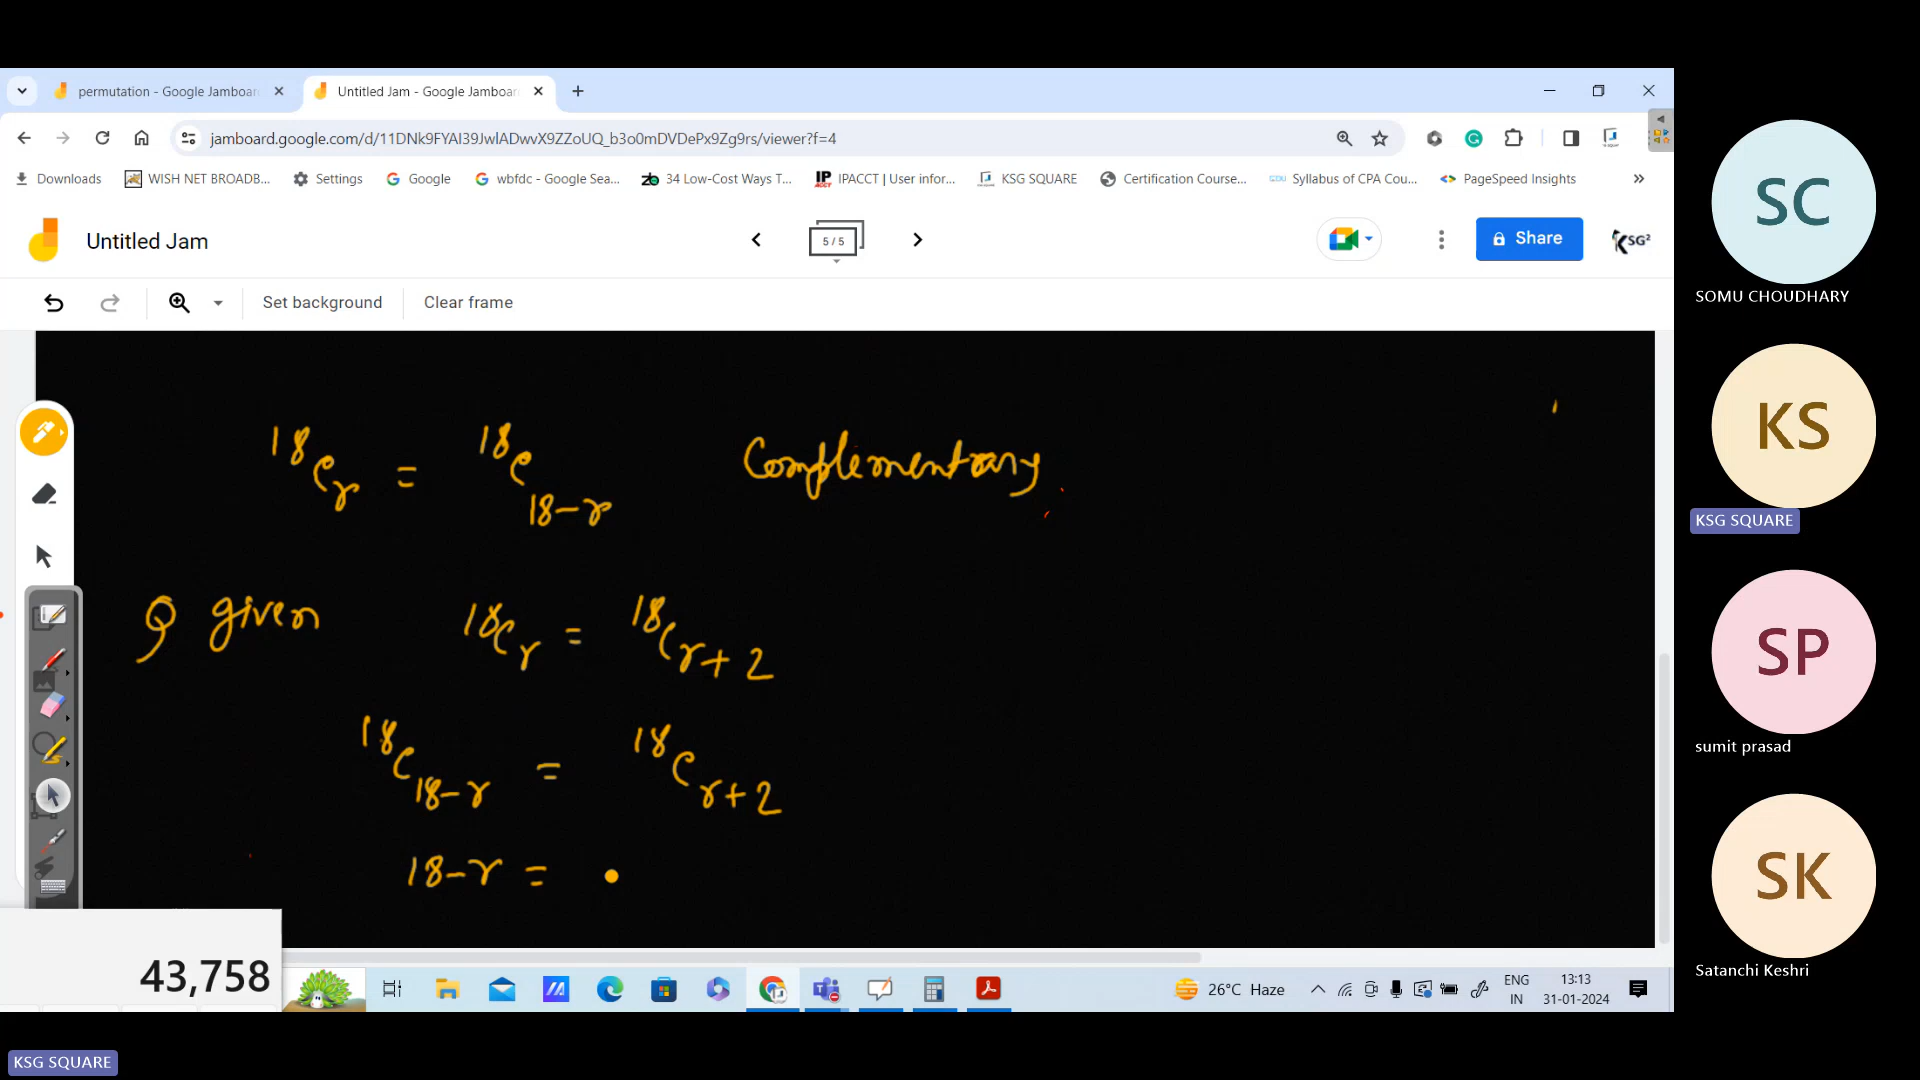 permutation - Google Jamboar
Untitled Jam - Google Jamboar
jamboard.google.com/d/11DNk9FYAI39JwlADwvX9ZZoUQ_b3o0mDVDePx9Zg9rs/viewer?f=4
Downloads WISH NET BROADB... Settings Google wbfdc - Google Sea... 34 Low-Cost Ways T... IPACCT | User infor... KSG SQUARE Certification Course... Syllabus of CPA Cou... PageSpeed Insights
Untitled Jam
5 / 5
Share
KSG²
Set background Clear frame
¹⁸Cᵣ = ¹⁸C₁₈₋ᵣ Complementrary
Q given ¹⁸Cᵣ = ¹⁸Cᵣ₊₂
¹⁸C₁₈₋ᵣ = ¹⁸Cᵣ₊₂
18-r =
43,758
26°C Haze
ENG
IN
13:13
31-01-2024
SC
SOMU CHOUDHARY
KS
KSG SQUARE
SP
sumit prasad
SK
Satanchi Keshri
KSG SQUARE